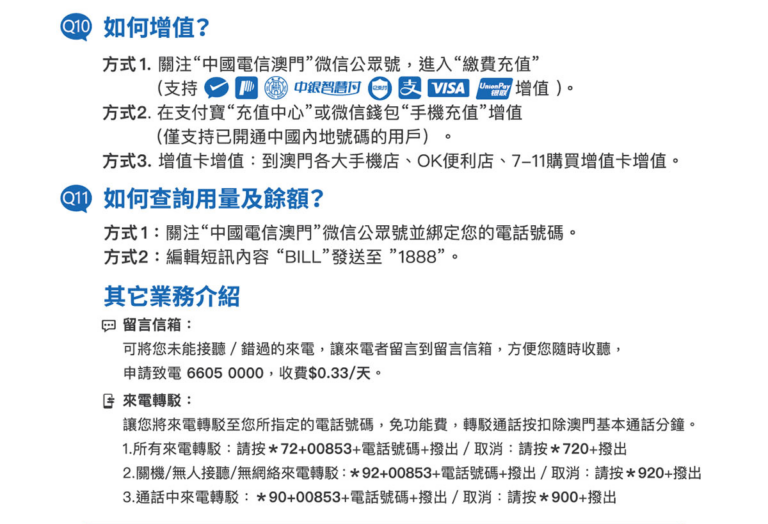 Q10 如何增值？
方式1. 關注“中國電信澳門”微信公眾號，進入“繳費充值”
（支持 中銀智慧付 支 VISA UnionPay 銀聯 增值 ）。
方式2. 在支付寶“充值中心”或微信錢包“手機充值”增值
（僅支持已開通中國內地號碼的用戶） 。
方式3. 增值卡增值：到澳門各大手機店、OK便利店、7-11購買增值卡增值。
Q11 如何查詢用量及餘額？
方式1：關注“中國電信澳門”微信公眾號並綁定您的電話號碼。
方式2：編輯短訊內容 “BILL”發送至 ”1888”。
其它業務介紹
留言信箱：
可將您未能接聽 / 錯過的來電，讓來電者留言到留言信箱，方便您隨時收聽，
申請致電 6605 0000，收費$0.33/天。
來電轉駁：
讓您將來電轉駁至您所指定的電話號碼，免功能費，轉駁通話按扣除澳門基本通話分鐘。
1.所有來電轉駁：請按＊72+00853+電話號碼+撥出 / 取消：請按＊720+撥出
2.關機/無人接聽/無網絡來電轉駁：＊92+00853+電話號碼+撥出 / 取消：請按＊920+撥出
3.通話中來電轉駁：＊90+00853+電話號碼+撥出 / 取消：請按＊900+撥出